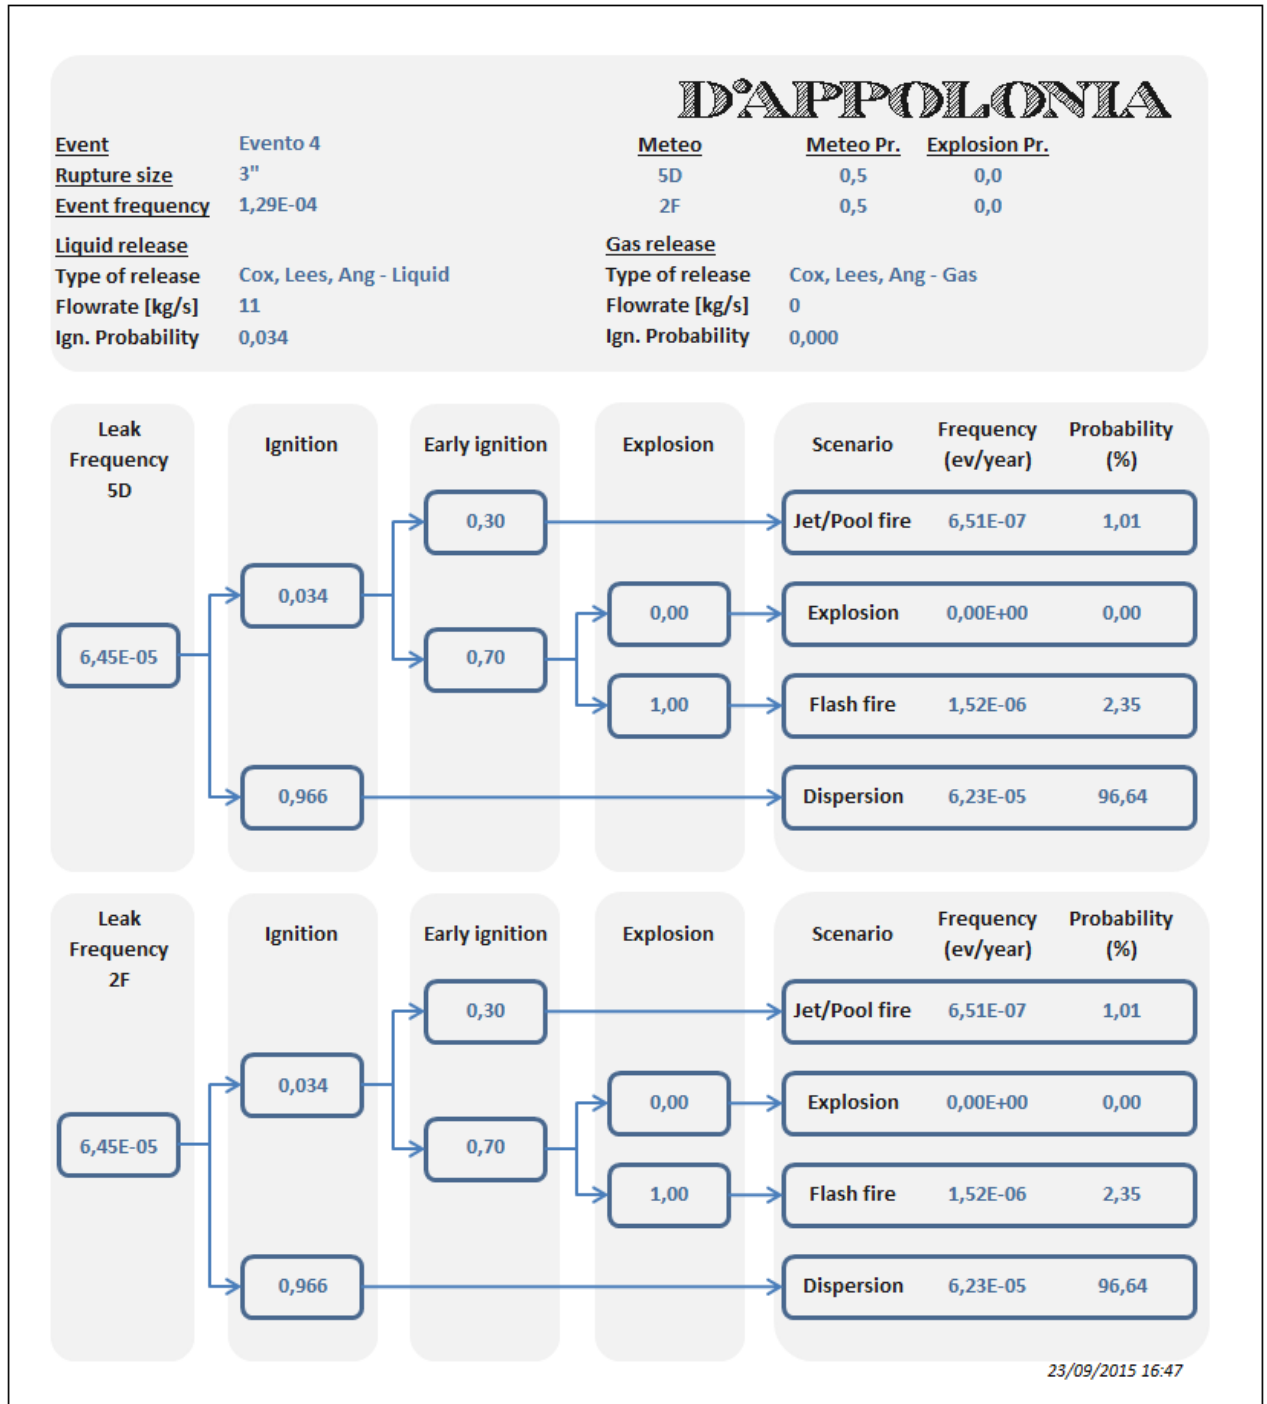 D'APPOLONIA
Event Evento 4 Meteo Meteo Pr. Explosion Pr.
Rupture size 3" 5D 0,5 0,0
Event frequency 1,29E-04 2F 0,5 0,0
Liquid release Gas release
Type of release Cox, Lees, Ang - Liquid Type of release Cox, Lees, Ang - Gas
Flowrate [kg/s] 11 Flowrate [kg/s] 0
Ign. Probability 0,034 Ign. Probability 0,000
Leak Frequency Probability
Ignition Early ignition Explosion Scenario
Frequency (ev/year) (%)
5D
0,30 Jet/Pool fire 6,51E-07 1,01
0,034 0,00 Explosion 0,00E+00 0,00
6,45E-05 0,70
1,00 Flash fire 1,52E-06 2,35
0,966 Dispersion 6,23E-05 96,64
Leak Frequency Probability
Ignition Early ignition Explosion Scenario
Frequency (ev/year) (%)
2F
0,30 Jet/Pool fire 6,51E-07 1,01
0,034 0,00 Explosion 0,00E+00 0,00
6,45E-05 0,70
1,00 Flash fire 1,52E-06 2,35
0,966 Dispersion 6,23E-05 96,64
23/09/2015 16:47